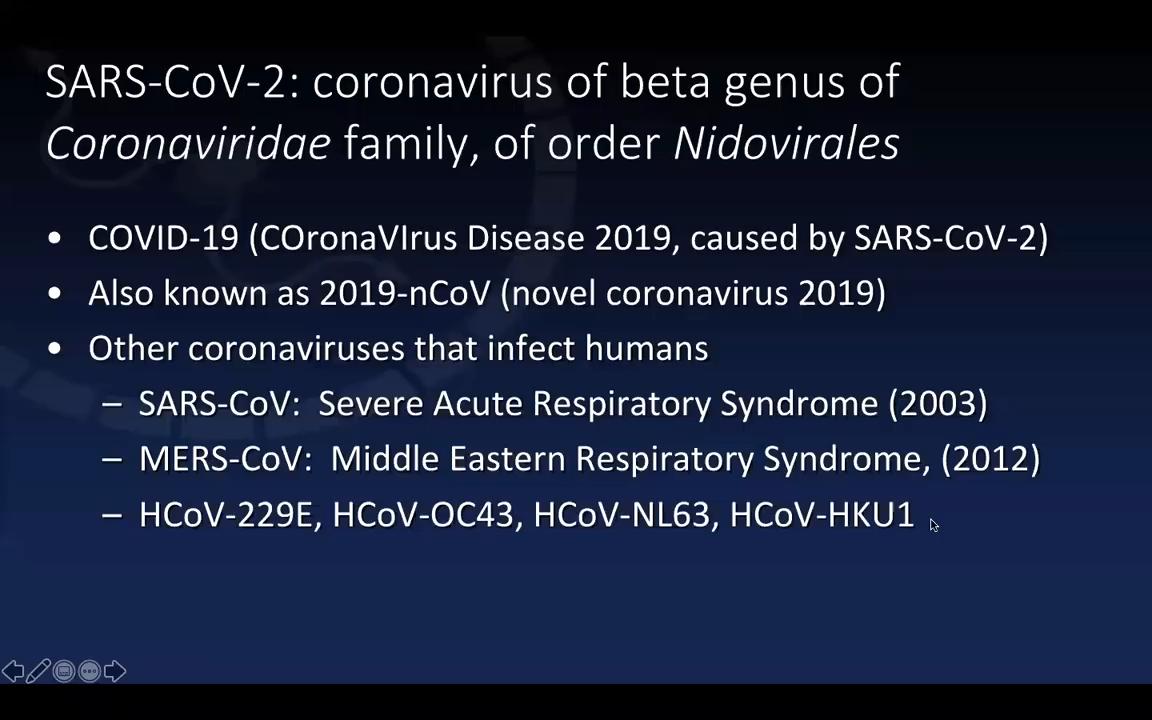 SARS-CoV-2: coronavirus of beta genus of
Coronaviridae family, of order Nidovirales
• COVID-19 (COronaVIrus Disease 2019, caused by SARS-CoV-2)
• Also known as 2019-nCoV (novel coronavirus 2019)
• Other coronaviruses that infect humans
– SARS-CoV:  Severe Acute Respiratory Syndrome (2003)
– MERS-CoV:  Middle Eastern Respiratory Syndrome, (2012)
– HCoV-229E, HCoV-OC43, HCoV-NL63, HCoV-HKU1